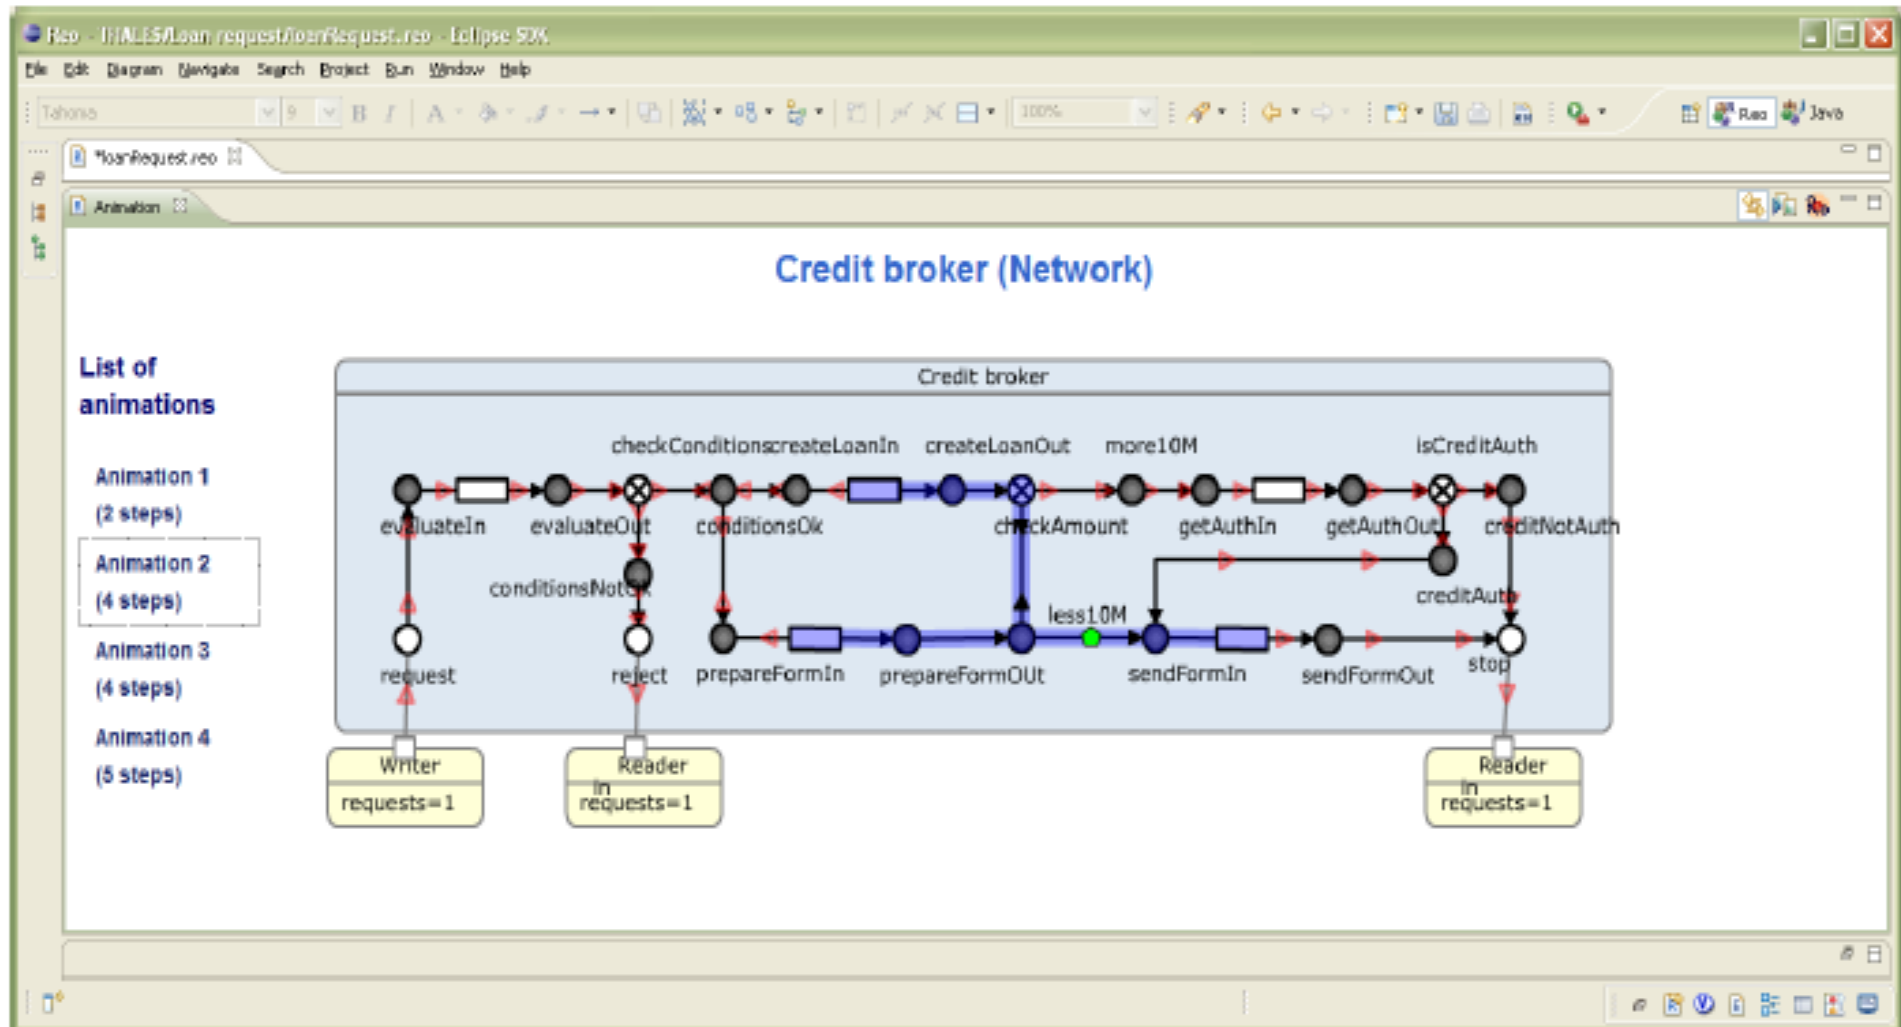 Reo - THALES/Loan request/loanRequest.reo - Eclipse SDK
File Edit Diagram Navigate Search Project Run Window Help
Tahoma 9 B I A 100% Reo Java
*loanRequest.reo
Animation
Credit broker (Network)
List of
animations
Animation 1
(2 steps)
Animation 2
(4 steps)
Animation 3
(4 steps)
Animation 4
(5 steps)
Credit broker
checkConditions createLoanIn createLoanOut more10M isCreditAuth
evaluateIn evaluateOut conditionsOk checkAmount getAuthIn getAuthOut creditNotAuth
conditionsNotOk
creditAuth
less10M
request reject prepareFormIn prepareFormOUt sendFormIn sendFormOut stop
Writer
requests=1
Reader
In
requests=1
Reader
In
requests=1